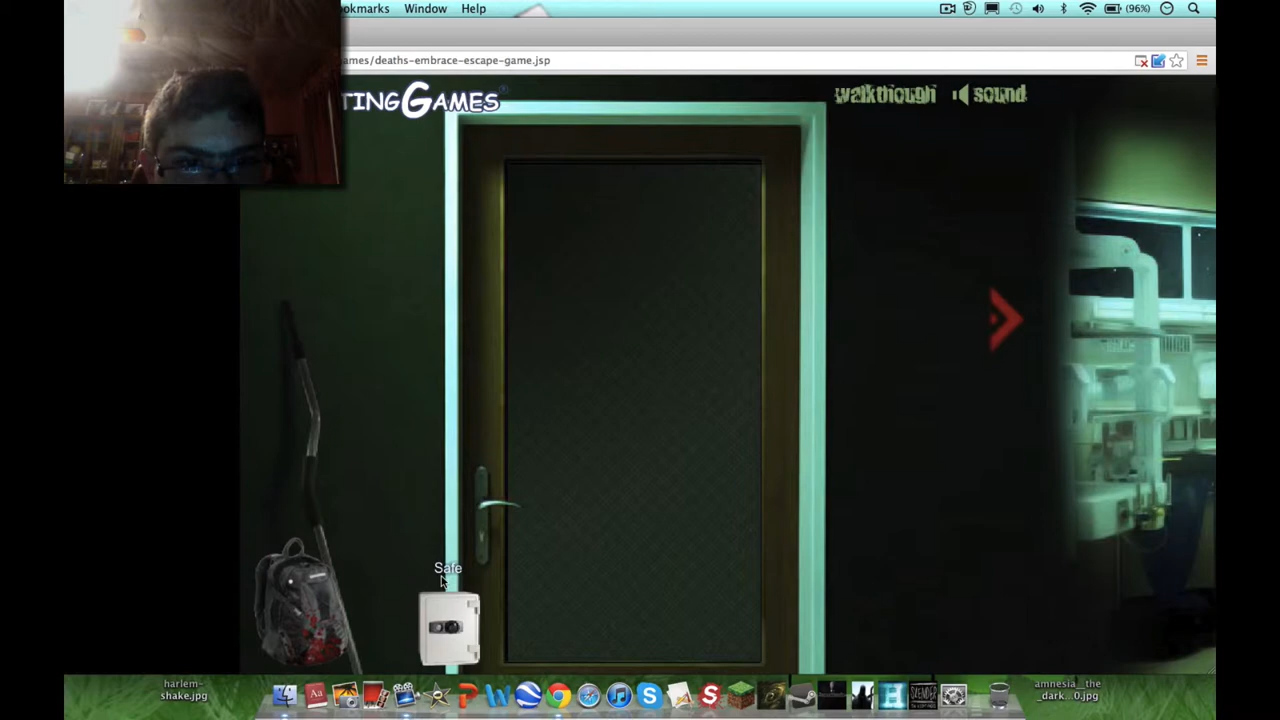 okmarks Window Help (96%)
ames/deaths-embrace-escape-game.jsp
TINGGAMES walkthough sound
Safe
harlem-
shake.jpg
amnesia__the
_dark...0.jpg